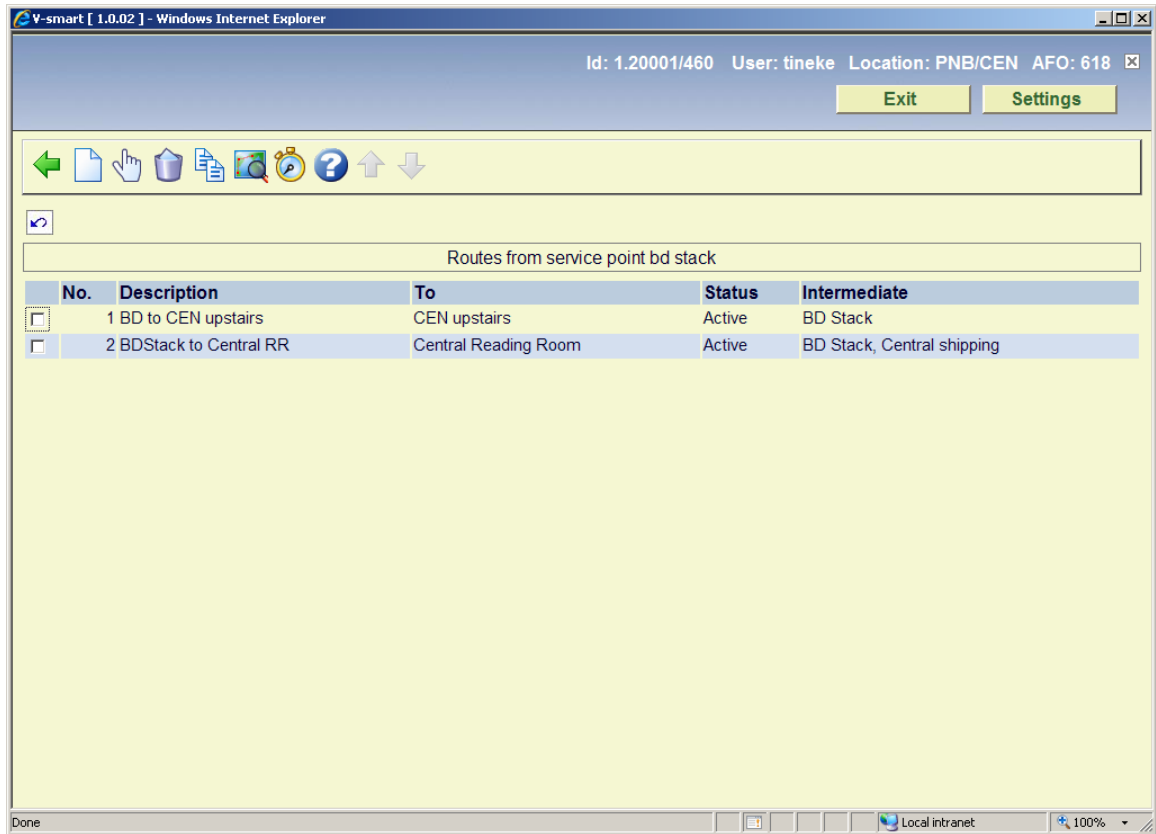 V-smart [ 1.0.02 ] - Windows Internet Explorer
Id: 1.20001/460 User: tineke Location: PNB/CEN AFO: 618
Exit Settings
Routes from service point bd stack
No. Description To Status Intermediate
1 BD to CEN upstairs CEN upstairs Active BD Stack
2 BDStack to Central RR Central Reading Room Active BD Stack, Central shipping
Done Local intranet 100%